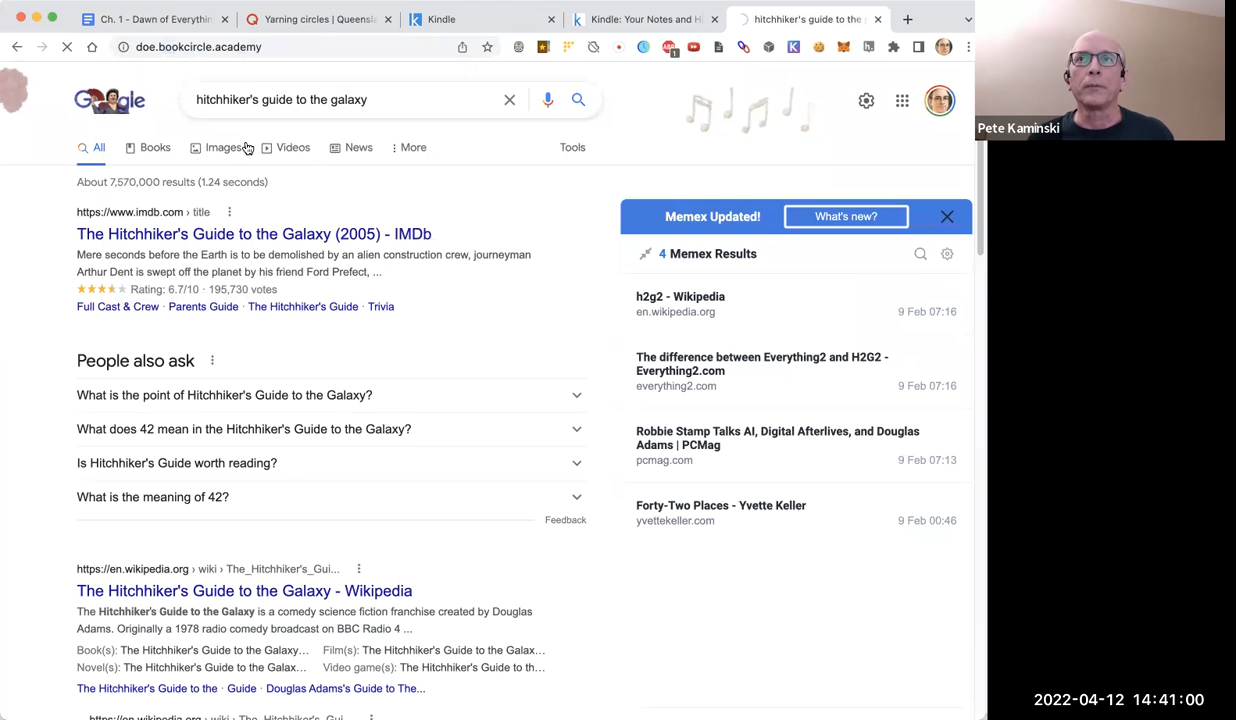 Ch. 1 - Dawn of Everythin
Yarning circles | Queensla
Kindle
Kindle: Your Notes and H
hitchhiker's guide to the
doe.bookcircle.academy
1
Google
hitchhiker's guide to the galaxy
All
Books
Images
Videos
News
More
Tools
About 7,570,000 results (1.24 seconds)
https://www.imdb.com › title
The Hitchhiker's Guide to the Galaxy (2005) - IMDb
Mere seconds before the Earth is to be demolished by an alien construction crew, journeyman
Arthur Dent is swept off the planet by his friend Ford Prefect, ...
Rating: 6.7/10 · 195,730 votes
Full Cast & Crew · Parents Guide · The Hitchhiker's Guide · Trivia
People also ask
What is the point of Hitchhiker's Guide to the Galaxy?
What does 42 mean in the Hitchhiker's Guide to the Galaxy?
Is Hitchhiker's Guide worth reading?
What is the meaning of 42?
Feedback
https://en.wikipedia.org › wiki › The_Hitchhiker's_Gui...
The Hitchhiker's Guide to the Galaxy - Wikipedia
The Hitchhiker's Guide to the Galaxy is a comedy science fiction franchise created by Douglas
Adams. Originally a 1978 radio comedy broadcast on BBC Radio 4 ...
Book(s): The Hitchhiker's Guide to the Galaxy... Film(s): The Hitchhiker's Guide to the Galax...
Novel(s): The Hitchhiker's Guide to the Galax... Video game(s): The Hitchhiker's Guide to th...
The Hitchhiker's Guide to the · Guide · Douglas Adams's Guide to The...
https://en.wikipedia.org › wiki › The_Hitchhiker's_Gui...
Memex Updated!
What's new?
4 Memex Results
h2g2 - Wikipedia
en.wikipedia.org
9 Feb 07:16
The difference between Everything2 and H2G2 -
Everything2.com
everything2.com
9 Feb 07:16
Robbie Stamp Talks AI, Digital Afterlives, and Douglas
Adams | PCMag
pcmag.com
9 Feb 07:13
Forty-Two Places - Yvette Keller
yvettekeller.com
9 Feb 00:46
Pete Kaminski
2022-04-12 14:41:00